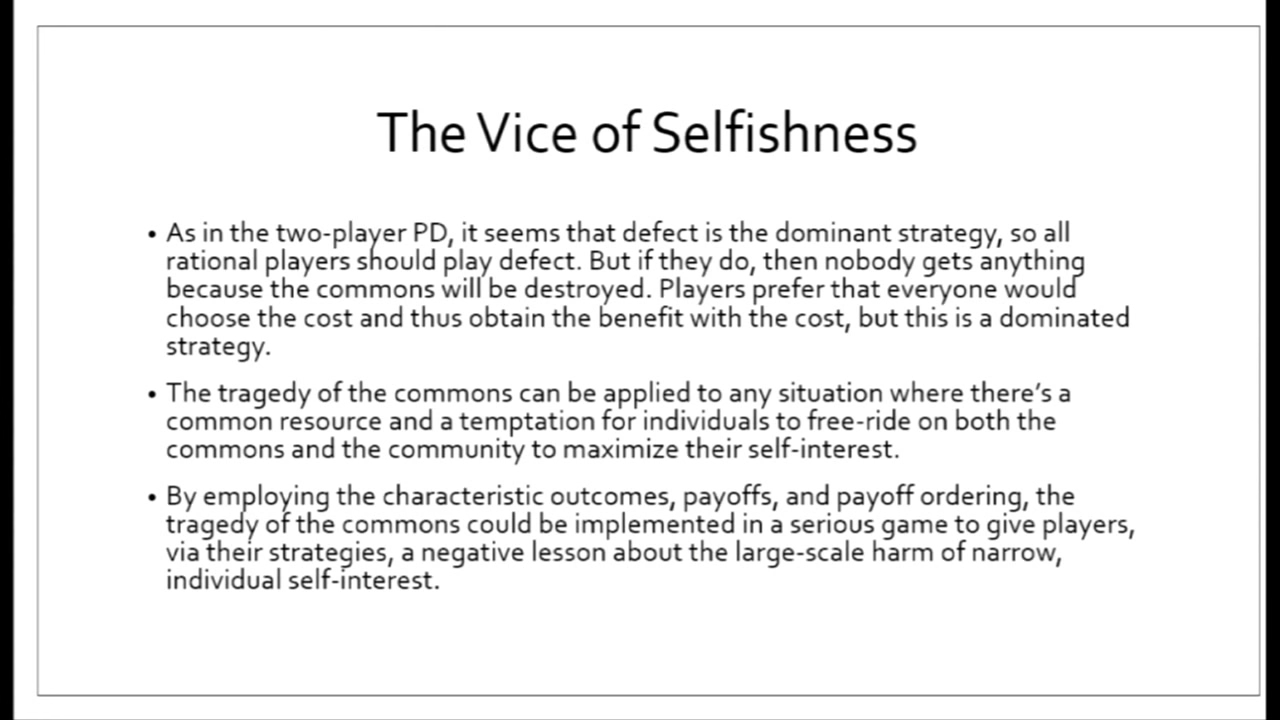 The Vice of Selfishness
• As in the two-player PD, it seems that defect is the dominant strategy, so all
rational players should play defect. But if they do, then nobody gets anything
because the commons will be destroyed. Players prefer that everyone would
choose the cost and thus obtain the benefit with the cost, but this is a dominated
strategy.
• The tragedy of the commons can be applied to any situation where there's a
common resource and a temptation for individuals to free-ride on both the
commons and the community to maximize their self-interest.
• By employing the characteristic outcomes, payoffs, and payoff ordering, the
tragedy of the commons could be implemented in a serious game to give players,
via their strategies, a negative lesson about the large-scale harm of narrow,
individual self-interest.